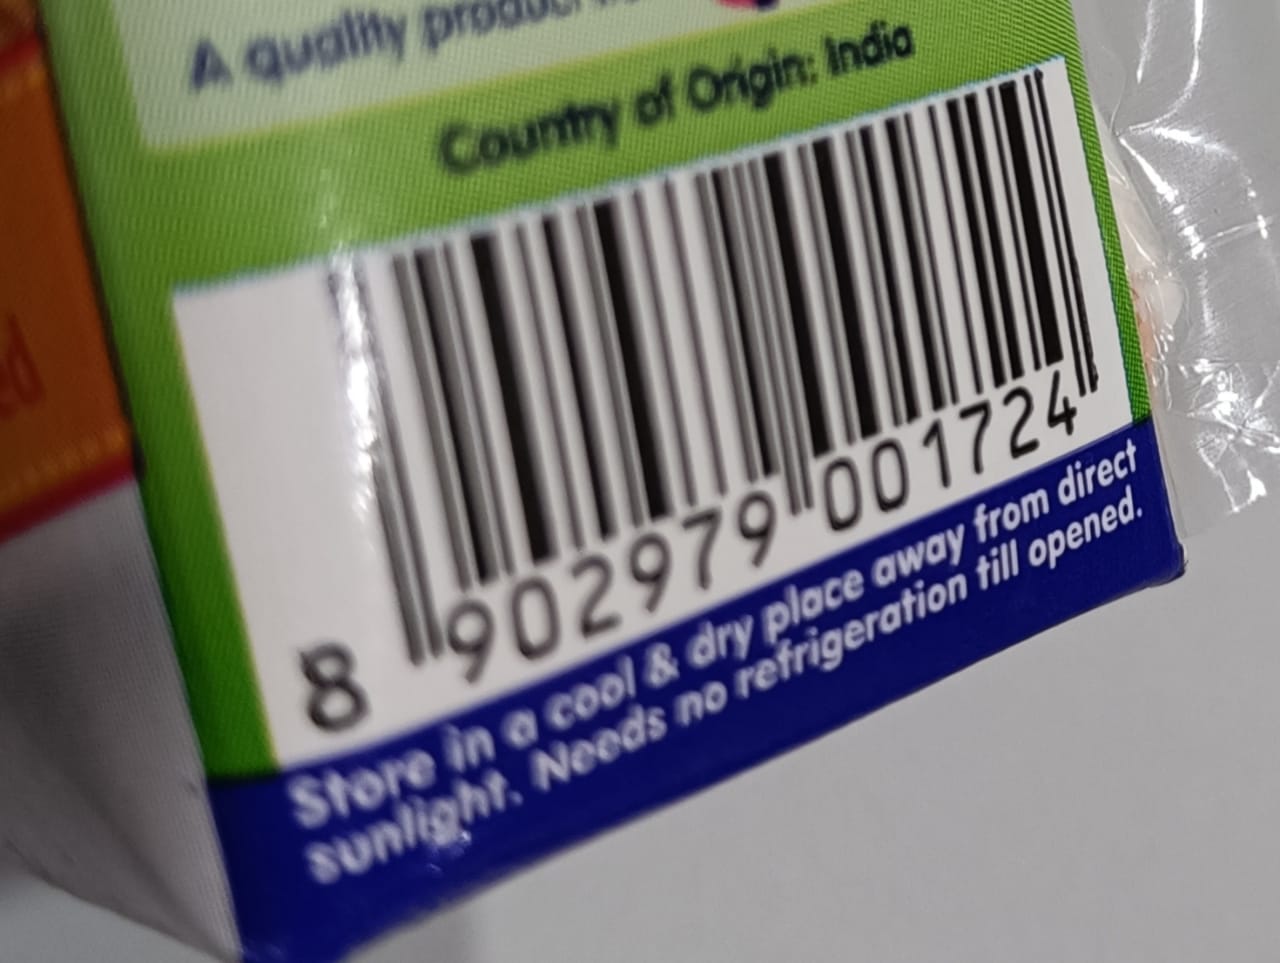 A quality product
Country of Origin: India
8 902979 001724
Store in a cool & dry place away from direct
sunlight. Needs no refrigeration till opened.
ed